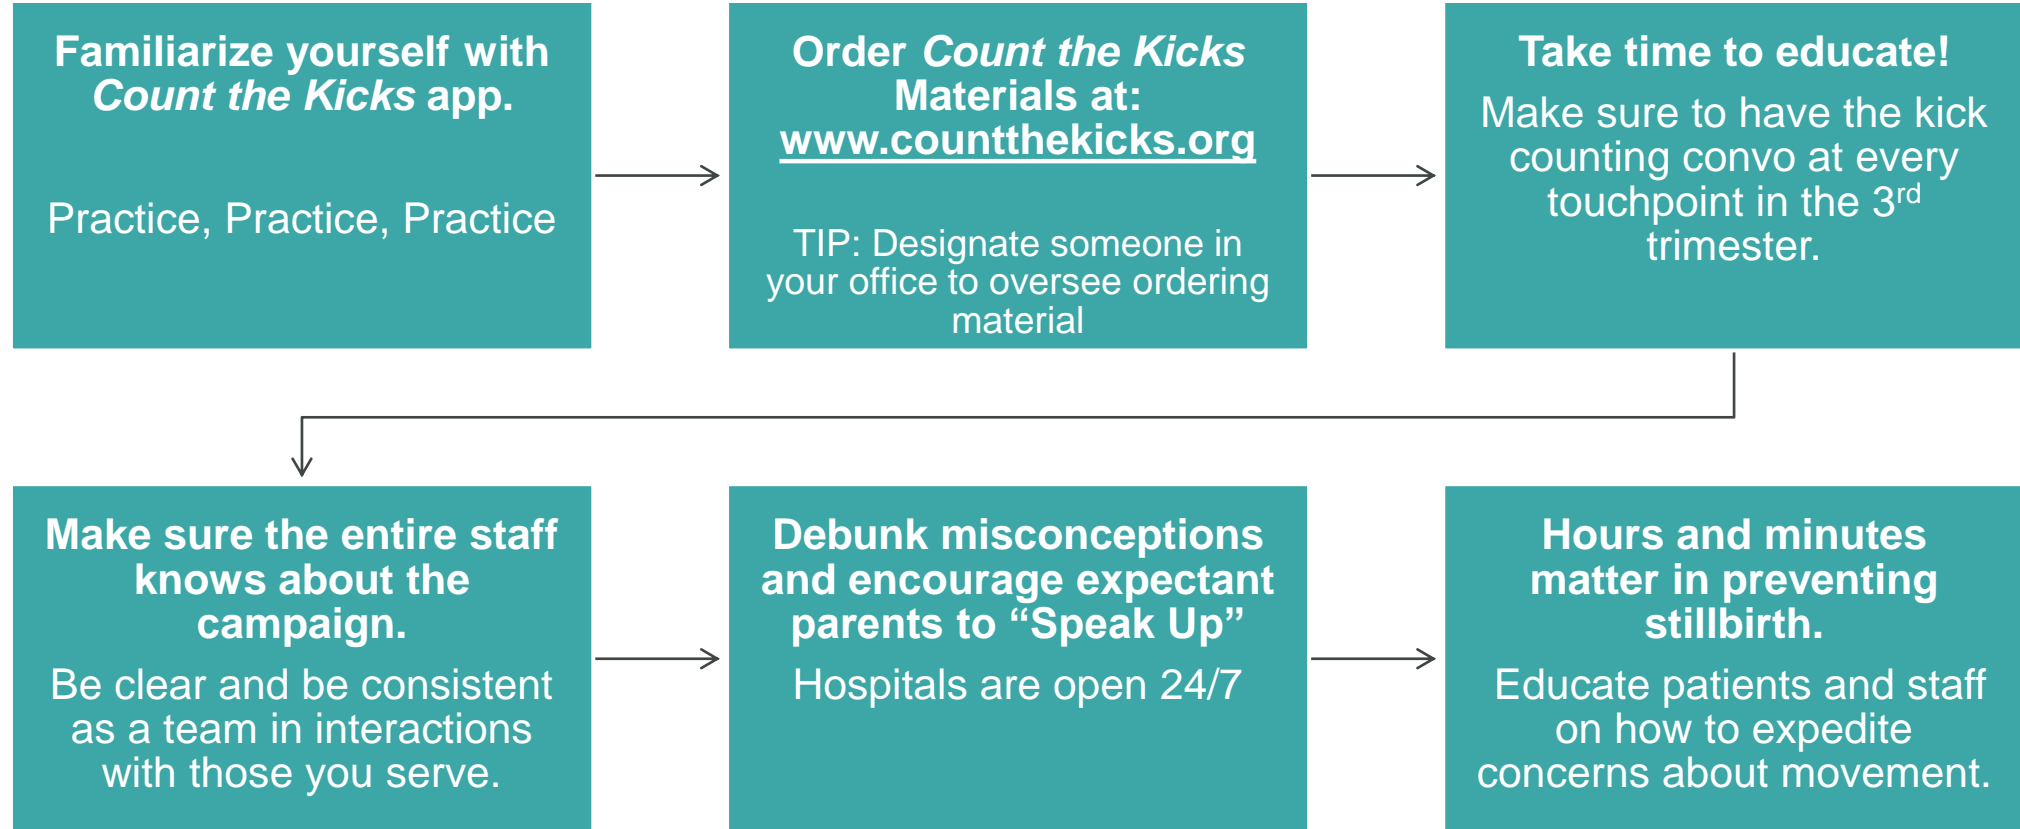 Familiarize yourself with
Count the Kicks app.
Practice, Practice, Practice
Order Count the Kicks
Materials at:
www.countthekicks.org
TIP: Designate someone in
your office to oversee ordering
material
Take time to educate!
Make sure to have the kick
counting convo at every
touchpoint in the 3rd
trimester.
Make sure the entire staff
knows about the
campaign.
Be clear and be consistent
as a team in interactions
with those you serve.
Debunk misconceptions
and encourage expectant
parents to “Speak Up”
Hospitals are open 24/7
Hours and minutes
matter in preventing
stillbirth.
Educate patients and staff
on how to expedite
concerns about movement.